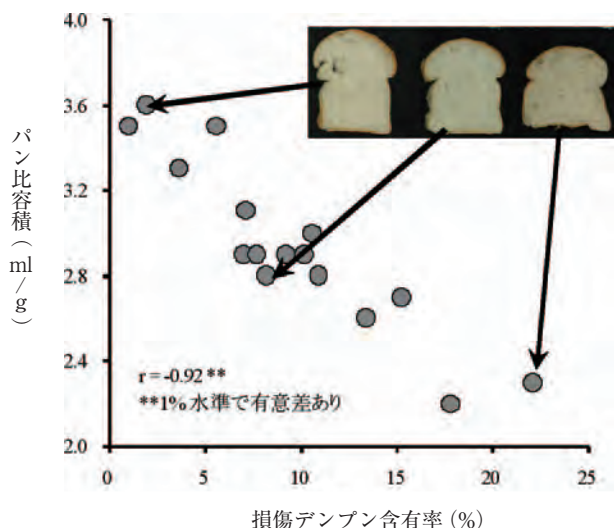 4.0
3.6
3.2
2.8
2.4
2.0
パン比容積(ml/g)
r = -0.92 **
**1% 水準で有意差あり
0 5 10 15 20 25
損傷デンプン含有率 (%)